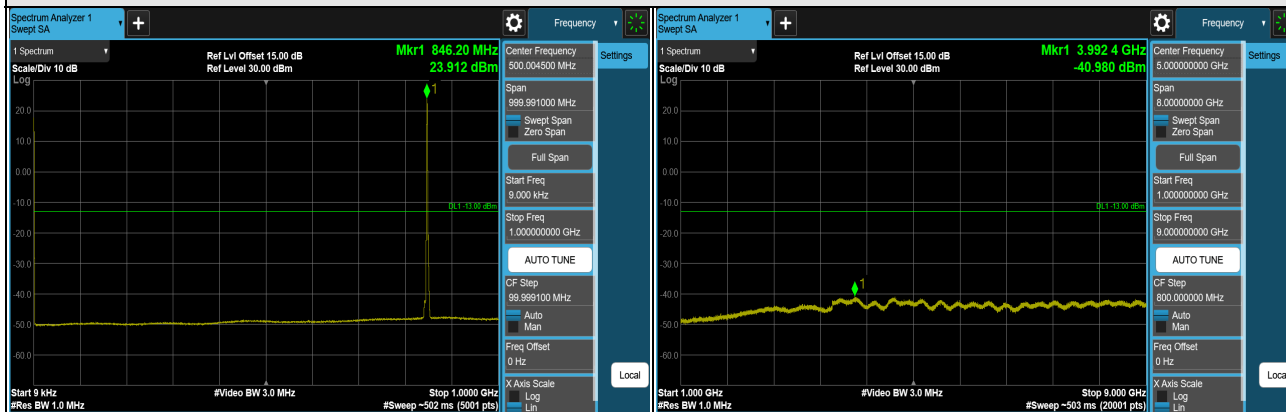 Spectrum Analyzer 1
Swept SA
+
Frequency
1 Spectrum
Scale/Div 10 dB
Log
Ref Lvl Offset 15.00 dB
Ref Level 30.00 dBm
Mkr1 846.20 MHz
23.912 dBm
1
20.0
10.0
0.00
-10.0
-20.0
-30.0
-40.0
-50.0
-60.0
DL1 -13.00 dBm
Start 9 kHz
#Res BW 1.0 MHz
#Video BW 3.0 MHz
Stop 1.0000 GHz
#Sweep ~502 ms (5001 pts)
Center Frequency
500.004500 MHz
Span
999.991000 MHz
Swept Span
Zero Span
Full Span
Start Freq
9.000 kHz
Stop Freq
1.000000000 GHz
AUTO TUNE
CF Step
99.999100 MHz
Auto
Man
Freq Offset
0 Hz
X Axis Scale
Log
Lin
Settings
Local
Spectrum Analyzer 1
Swept SA
+
Frequency
1 Spectrum
Scale/Div 10 dB
Log
Ref Lvl Offset 15.00 dB
Ref Level 30.00 dBm
Mkr1 3.992 4 GHz
-40.980 dBm
1
20.0
10.0
0.00
-10.0
-20.0
-30.0
-40.0
-50.0
-60.0
DL1 -13.00 dBm
Start 1.000 GHz
#Res BW 1.0 MHz
#Video BW 3.0 MHz
Stop 9.000 GHz
#Sweep ~503 ms (20001 pts)
Center Frequency
5.000000000 GHz
Span
8.00000000 GHz
Swept Span
Zero Span
Full Span
Start Freq
1.000000000 GHz
Stop Freq
9.000000000 GHz
AUTO TUNE
CF Step
800.000000 MHz
Auto
Man
Freq Offset
0 Hz
X Axis Scale
Log
Lin
Settings
Loca